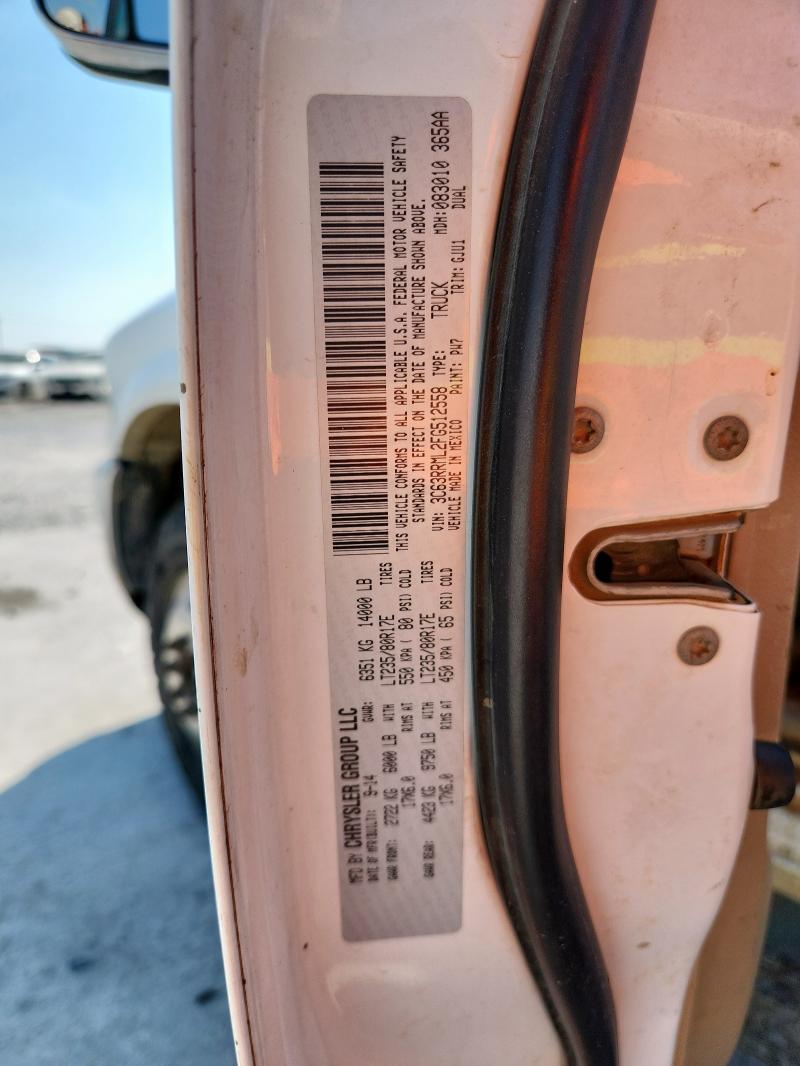 MFD BY CHRYSLER GROUP LLC
DATE OF MFR(BUILT): 9-14 GVWR: 6351 KG 14000 LB
GAWR FRONT: 2722 KG 6000 LB WITH LT235/80R17E TIRES
17X6.0 RIMS AT 550 KPA ( 80 PSI) COLD
GAWR REAR: 4423 KG 9750 LB WITH LT235/80R17E TIRES
17X6.0 RIMS AT 450 KPA ( 65 PSI) COLD
DUAL
THIS VEHICLE CONFORMS TO ALL APPLICABLE U.S.A. FEDERAL MOTOR VEHICLE SAFETY
STANDARDS IN EFFECT ON THE DATE OF MANUFACTURE SHOWN ABOVE.
VIN: 3C63RRML2FG512558 TYPE: TRUCK MDH:083010 365AA
VEHICLE MADE IN MEXICO PAINT: PW7 TRIM: GJU1